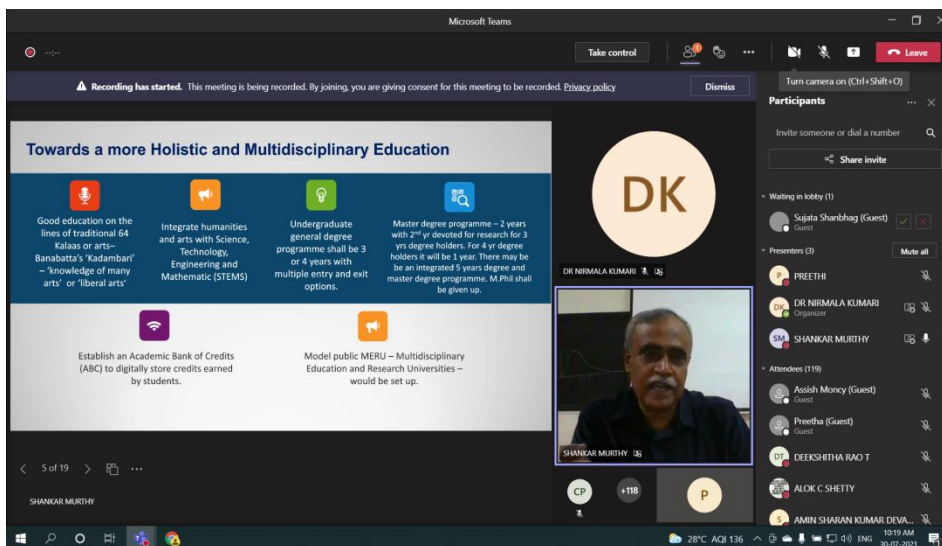 Microsoft Teams
--:--
Take control
3
Leave
Recording has started. This meeting is being recorded. By joining, you are giving consent for this meeting to be recorded. Privacy policy
Dismiss
Turn camera on (Ctrl+Shift+O)
Towards a more Holistic and Multidisciplinary Education
Good education on the
lines of traditional 64
Kalaas or arts–
Banabatta's 'Kadambari'
– 'knowledge of many
arts' or 'liberal arts'
Integrate humanities
and arts with Science,
Technology,
Engineering and
Mathematic (STEMS)
Undergraduate
general degree
programme shall be 3
or 4 years with
multiple entry and exit
options.
Master degree programme – 2 years
with 2nd yr devoted for research for 3
yrs degree holders. For 4 yr degree
holders it will be 1 year. There may be
be an integrated 5 years degree and
master degree programme. M.Phil shall
be given up.
Establish an Academic Bank of Credits
(ABC) to digitally store credits earned
by students.
Model public MERU – Multidisciplinary
Education and Research Universities –
would be set up.
5 of 19
SHANKAR MURTHY
DK
DR NIRMALA KUMARI
SHANKAR MURTHY
CP
+118
P
Participants
Invite someone or dial a number
Share invite
Waiting in lobby (1)
Sujata Shanbhag (Guest)
Guest
Presenters (3)
Mute all
P
PREETHI
DK
DR NIRMALA KUMARI
Organizer
SM
SHANKAR MURTHY
Attendees (119)
Assish Moncy (Guest)
Guest
Preetha (Guest)
Guest
DT
DEEKSHITHA RAO T
ALOK C SHETTY
S
AMIN SHARAN KUMAR DEVA...
28°C AQI 136
ENG
10:19 AM
30-07-2021